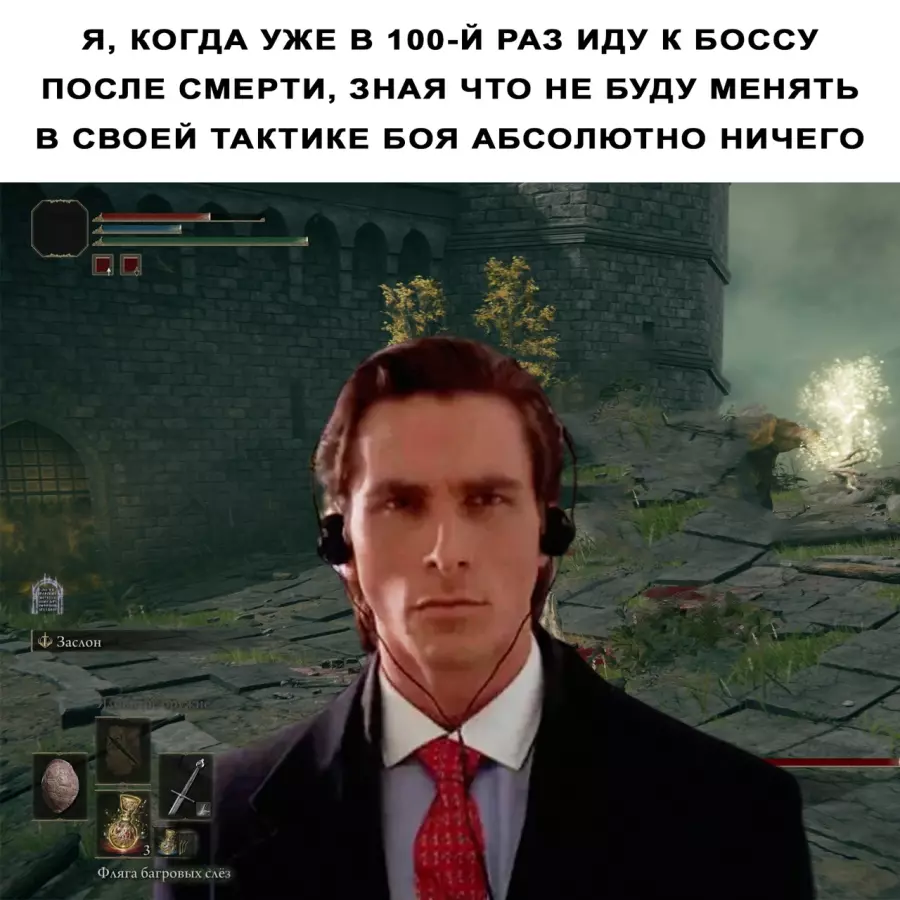 Я, КОГДА УЖЕ В 100-Й РАЗ ИДУ К БОССУ
ПОСЛЕ СМЕРТИ, ЗНАЯ ЧТО НЕ БУДУ МЕНЯТЬ
В СВОЕЙ ТАКТИКЕ БОЯ АБСОЛЮТНО НИЧЕГО
Заслон
3
Фляга багровых слез